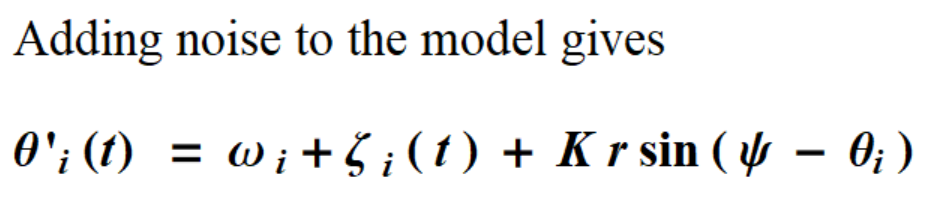 Adding noise to the model gives
θ'ᵢ(t) = ωᵢ+ζᵢ(t) + K r sin(ψ − θᵢ)